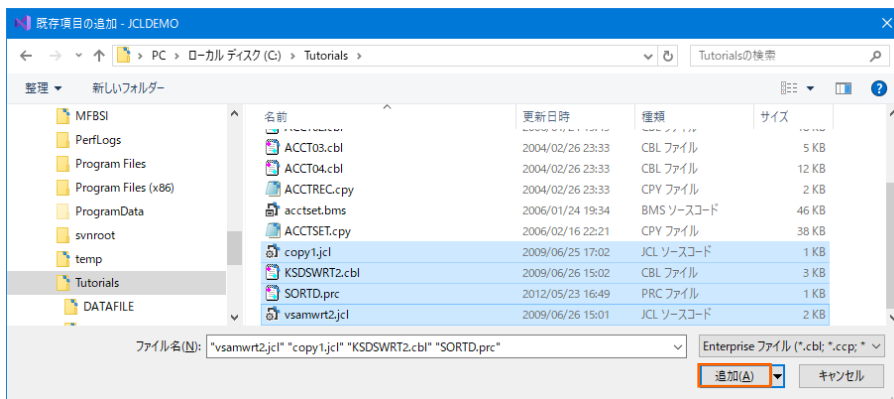 既存項目の追加 - JCLDEMO
PC › ローカル ディスク (C:) › Tutorials ›
Tutorialsの検索
整理 新しいフォルダー
名前 更新日時 種類 サイズ
MFBSI
PerfLogs
Program Files
Program Files (x86)
ProgramData
svnroot
temp
Tutorials
DATAFILE
ACCT03.cbl 2004/02/26 23:33 CBL ファイル 5 KB
ACCT04.cbl 2004/02/26 23:33 CBL ファイル 12 KB
ACCTREC.cpy 2004/02/26 23:33 CPY ファイル 2 KB
acctset.bms 2006/01/24 19:34 BMS ソースコード 46 KB
ACCTSET.cpy 2006/02/16 22:21 CPY ファイル 38 KB
copy1.jcl 2009/06/25 17:02 JCL ソースコード 1 KB
KSDSWRT2.cbl 2009/06/26 15:02 CBL ファイル 3 KB
SORTD.prc 2012/05/23 16:49 PRC ファイル 1 KB
vsamwrt2.jcl 2009/06/26 15:01 JCL ソースコード 2 KB
ファイル名(N): "vsamwrt2.jcl" "copy1.jcl" "KSDSWRT2.cbl" "SORTD.prc"
Enterprise ファイル (*.cbl; *.ccp; *
追加(A) キャンセル